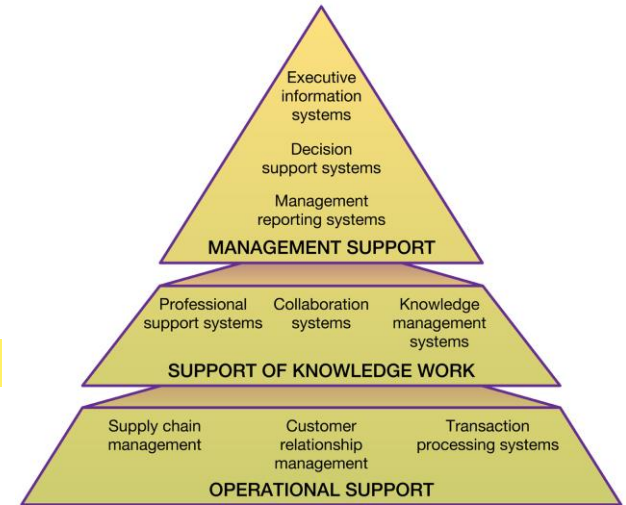 Executive
information
systems
Decision
support systems
Management
reporting systems
MANAGEMENT SUPPORT
Professional
support systems
Collaboration
systems
Knowledge
management
systems
SUPPORT OF KNOWLEDGE WORK
Supply chain
management
Customer
relationship
management
Transaction
processing systems
OPERATIONAL SUPPORT